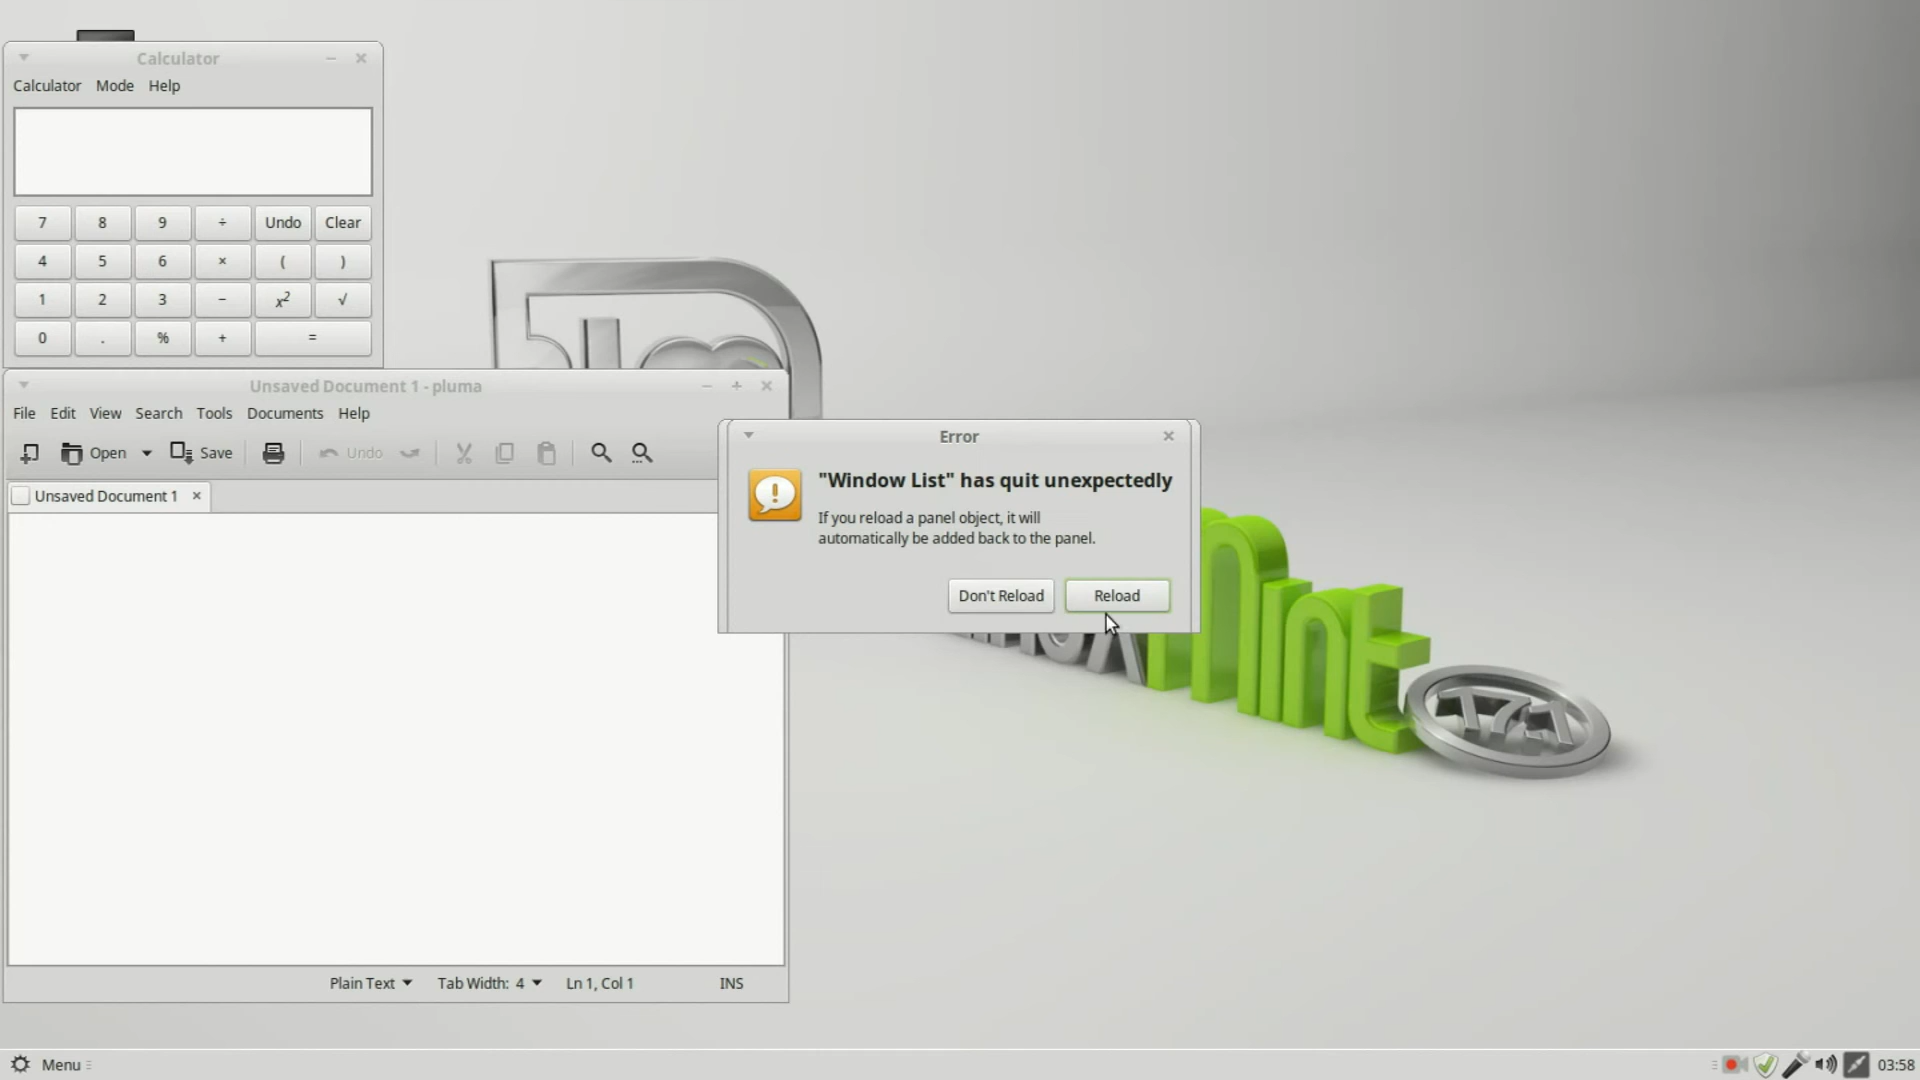 Calculator
Calculator Mode Help
7 8 9 ÷ Undo Clear
4 5 6 × ( )
1 2 3 − x² √
0 . % + =
Unsaved Document 1 - pluma
File Edit View Search Tools Documents Help
Open Save Undo
Unsaved Document 1
Error
"Window List" has quit unexpectedly
If you reload a panel object, it will
automatically be added back to the panel.
Don't Reload Reload
mint
17.1
Plain Text Tab Width: 4 Ln 1, Col 1 INS
Menu 03:58